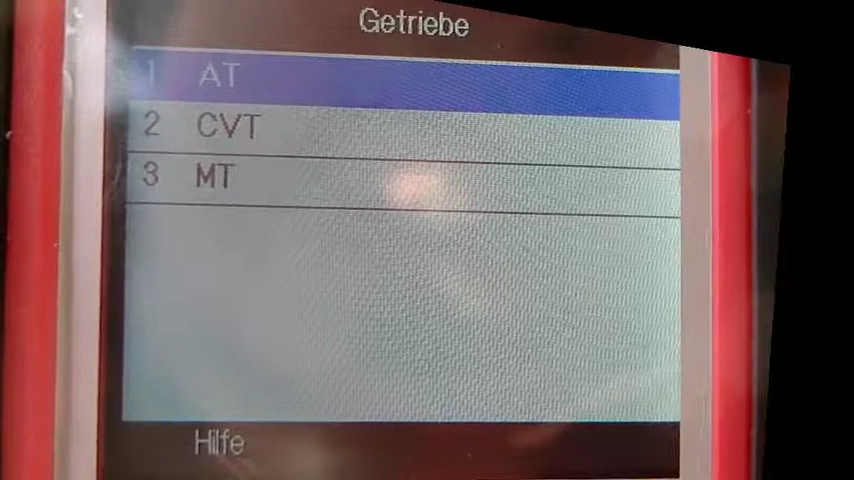 Getriebe
1 AT
2 CVT
3 MT
Hilfe